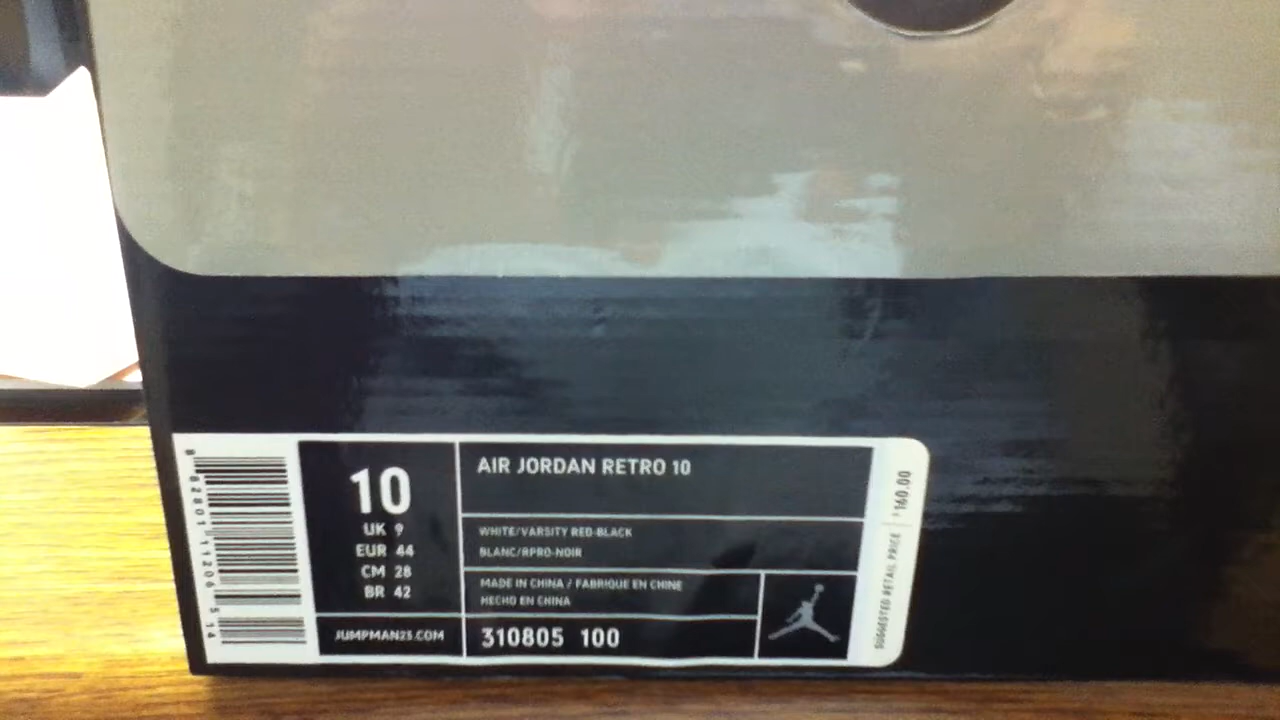 10
UK 9
EUR 44
CM 28
BR 42
JUMPMAN23.COM
AIR JORDAN RETRO 10
WHITE/VARSITY RED-BLACK
BLANC/RPRO-NOIR
MADE IN CHINA / FABRIQUE EN CHINE
HECHO EN CHINA
310805 100
SUGGESTED RETAIL PRICE $160.00